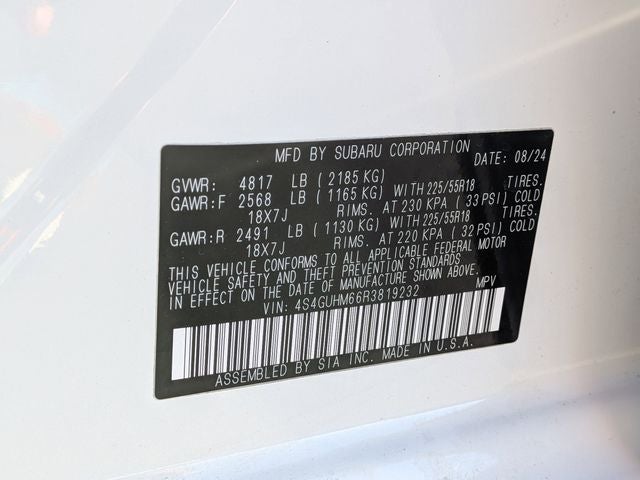 MFD BY SUBARU CORPORATION DATE: 08/24
GVWR: 4817 LB ( 2185 KG)
GAWR:F 2568 LB ( 1165 KG) WITH 225/55R18 TIRES.
18X7J RIMS. AT 230 KPA ( 33 PSI) COLD
GAWR:R 2491 LB ( 1130 KG) WITH 225/55R18 TIRES.
18X7J RIMS. AT 220 KPA ( 32 PSI) COLD
THIS VEHICLE CONFORMS TO ALL APPLICABLE FEDERAL MOTOR
VEHICLE SAFETY AND THEFT PREVENTION STANDARDS
IN EFFECT ON THE DATE OF MANUFACTURE SHOWN ABOVE.
VIN: 4S4GUHM66R3819232 MPV
ASSEMBLED BY SIA INC. MADE IN U.S.A.